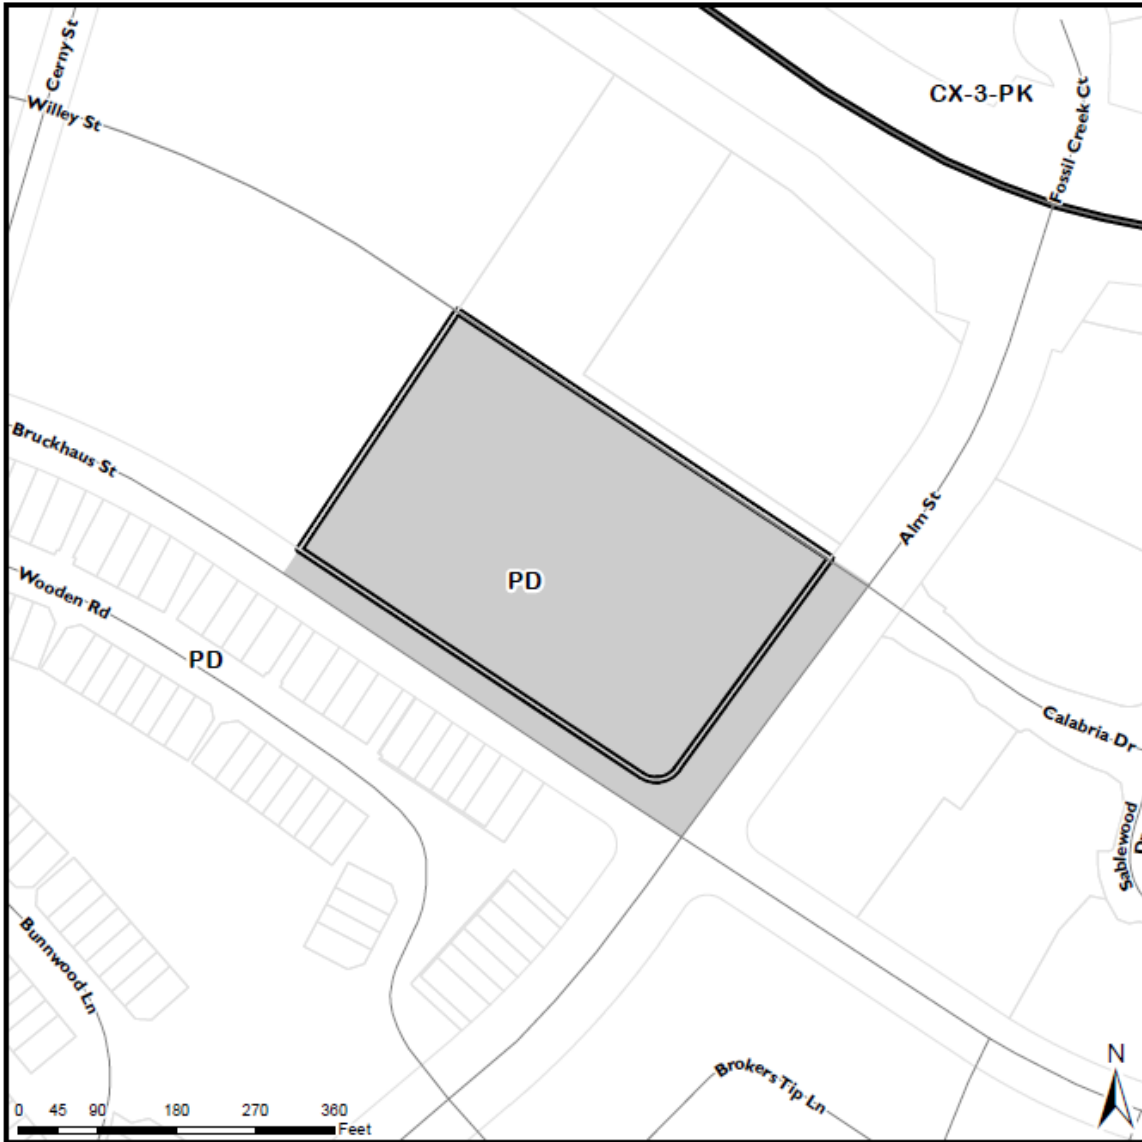 Cerny St
Willey St
CX-3-PK
Fossil Creek Ct
Bruckhaus St
Alm St
Wooden Rd
PD
PD
Calabria Dr
Sablewood
Dr
Bunnwood Ln
Brokers Tip Ln
N
0 45 90 180 270 360
Feet